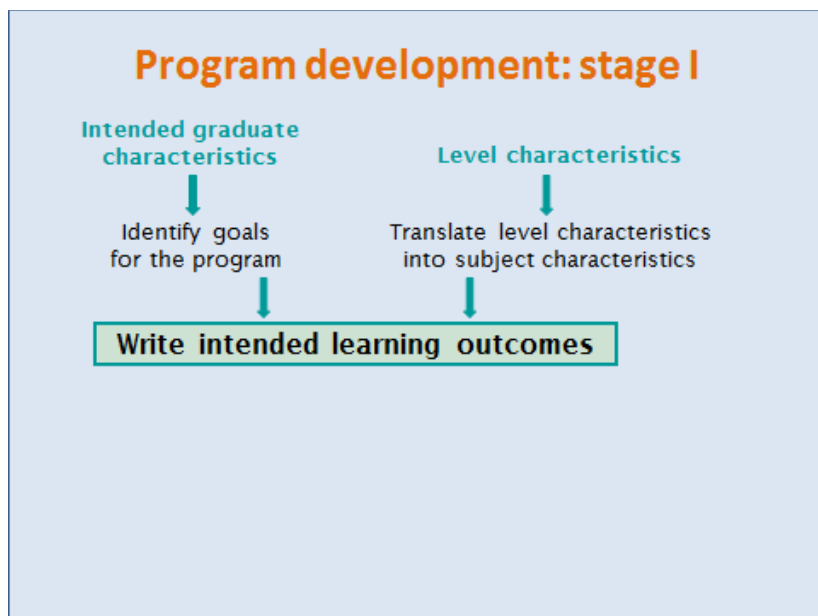 Program development: stage I
Intended graduate
characteristics
Level characteristics
Identify goals
for the program
Translate level characteristics
into subject characteristics
Write intended learning outcomes